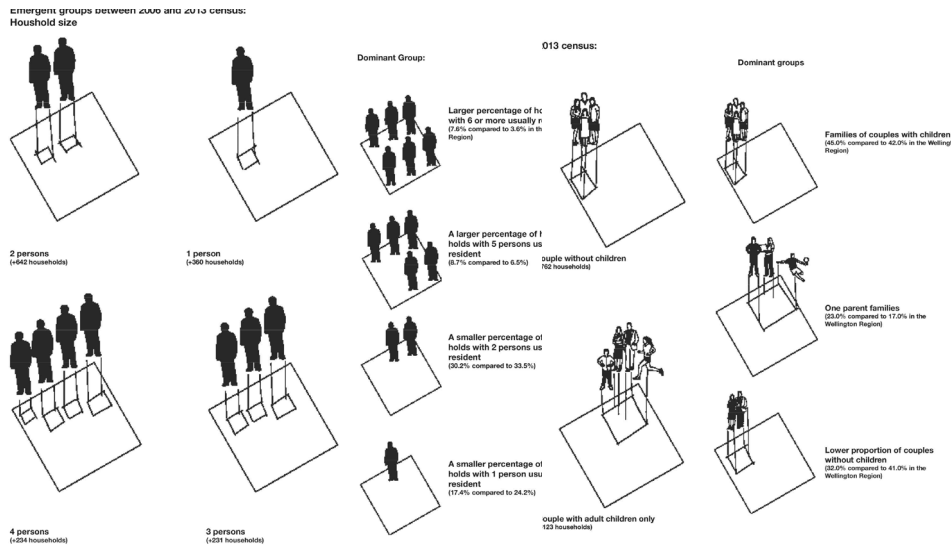 Emergent groups between 2006 and 2013 census:
Houshold size
2 persons
(+642 households)
1 person
(+360 households)
4 persons
(+234 households)
3 persons
(+231 households)
Dominant Group:
Larger percentage of
with 6 or more usually
(7.6% compared to 3.6% in
Region)
A larger percentage of
holds with 5 persons
resident
(8.7% compared to 6.5%)
A smaller percentage of
holds with 2 persons
resident
(30.2% compared to 33.5%)
A smaller percentage of
holds with 1 person
resident
(17.4% compared to 24.2%)
013 census:
ouple without children
762 households)
ouple with adult children only
123 households)
Dominant groups
Families of couples with children
(45.0% compared to 42.0% in the
Region)
One parent families
(23.0% compared to 17.0% in the
Wellington Region)
Lower proportion of couples
without children
(32.0% compared to 41.0% in the
Wellington Region)